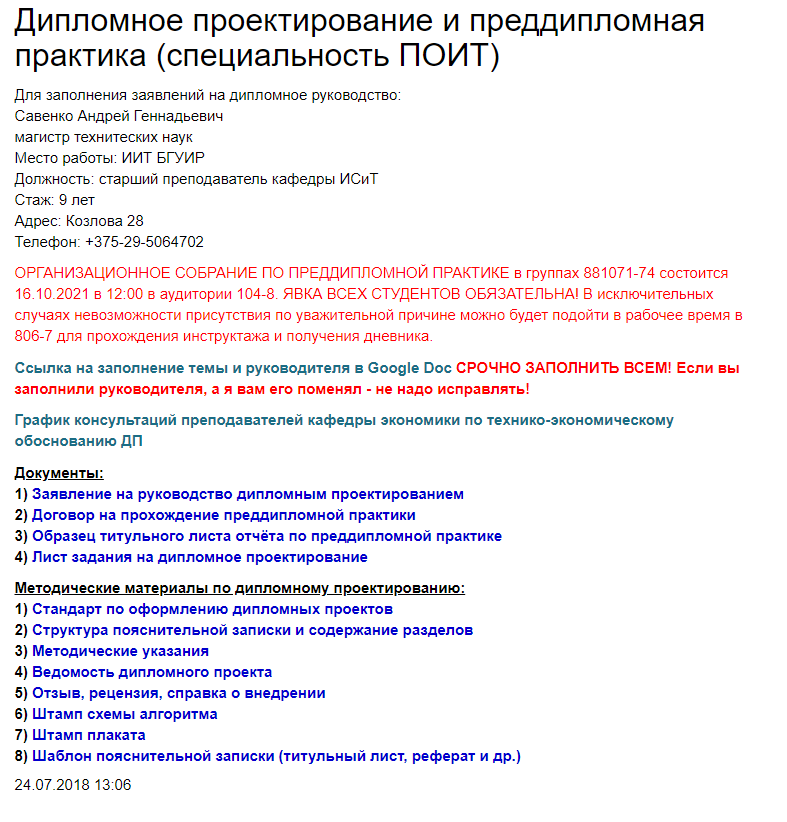 Дипломное проектирование и преддипломная
практика (специальность ПОИТ)
Для заполнения заявлений на дипломное руководство:
Савенко Андрей Геннадьевич
магистр технитеских наук
Место работы: ИИТ БГУИР
Должность: старший преподаватель кафедры ИСиТ
Стаж: 9 лет
Адрес: Козлова 28
Телефон: +375-29-5064702
ОРГАНИЗАЦИОННОЕ СОБРАНИЕ ПО ПРЕДДИПЛОМНОЙ ПРАКТИКЕ в группах 881071-74 состоится
16.10.2021 в 12:00 в аудитории 104-8. ЯВКА ВСЕХ СТУДЕНТОВ ОБЯЗАТЕЛЬНА! В исключительных
случаях невозможности присутствия по уважительной причине можно будет подойти в рабочее время в
806-7 для прохождения инструктажа и получения дневника.
Ссылка на заполнение темы и руководителя в Google Doc СРОЧНО ЗАПОЛНИТЬ ВСЕМ! Если вы
заполнили руководителя, а я вам его поменял - не надо исправлять!
График консультаций преподавателей кафедры экономики по технико-экономическому
обоснованию ДП
Документы:
1) Заявление на руководство дипломным проектированием
2) Договор на прохождение преддипломной практики
3) Образец титульного листа отчёта по преддипломной практике
4) Лист задания на дипломное проектирование
Методические материалы по дипломному проектированию:
1) Стандарт по оформлению дипломных проектов
2) Структура пояснительной записки и содержание разделов
3) Методические указания
4) Ведомость дипломного проекта
5) Отзыв, рецензия, справка о внедрении
6) Штамп схемы алгоритма
7) Штамп плаката
8) Шаблон пояснительной записки (титульный лист, реферат и др.)
24.07.2018 13:06